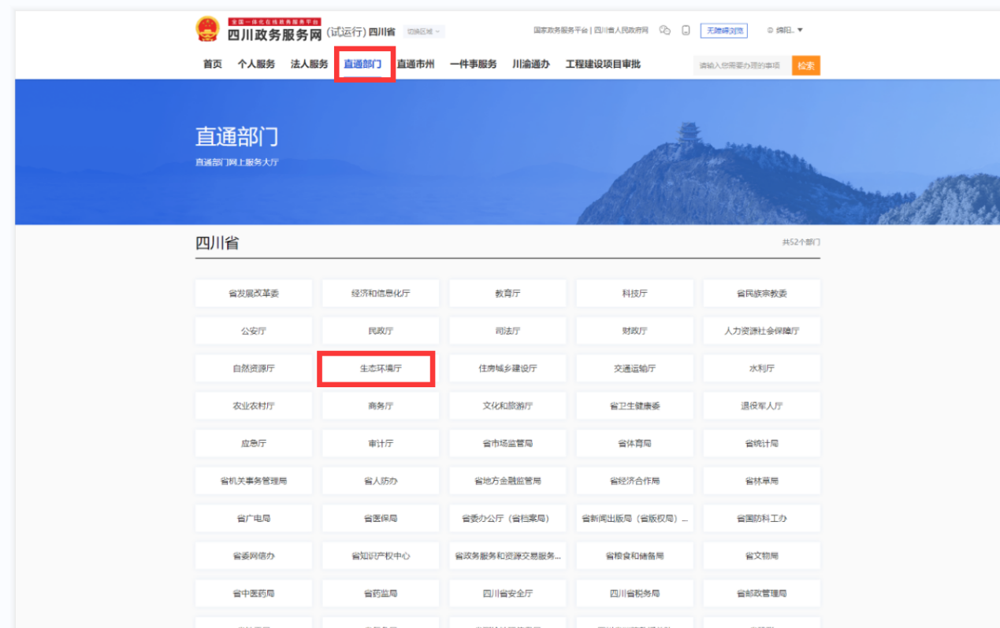 全国一体化在线政务服务平台
四川政务服务网 (试运行) 四川省 切换区域
国家政务服务平台 | 四川省人民政府网 无障碍浏览 绵阳..▼
首页 个人服务 法人服务 直通部门 直通市州 一件事服务 川渝通办 工程建设项目审批 请输入您需要办理的事项 检索
直通部门
直通部门网上服务大厅
四川省 共52个部门
省发展改革委 经济和信息化厅 教育厅 科技厅 省民族宗教委
公安厅 民政厅 司法厅 财政厅 人力资源社会保障厅
自然资源厅 生态环境厅 住房城乡建设厅 交通运输厅 水利厅
农业农村厅 商务厅 文化和旅游厅 省卫生健康委 退役军人厅
应急厅 审计厅 省市场监管局 省体育局 省统计局
省机关事务管理局 省人防办 省地方金融监管局 省经济合作局 省林草局
省广电局 省医保局 省委办公厅（省档案局） 省新闻出版局（省版权局）... 省国防科工办
省委网信办 省知识产权中心 省政务服务和资源交易服务... 省粮食和储备局 省文物局
省中医药局 省药监局 四川省安全厅 四川省税务局 省邮政管理局